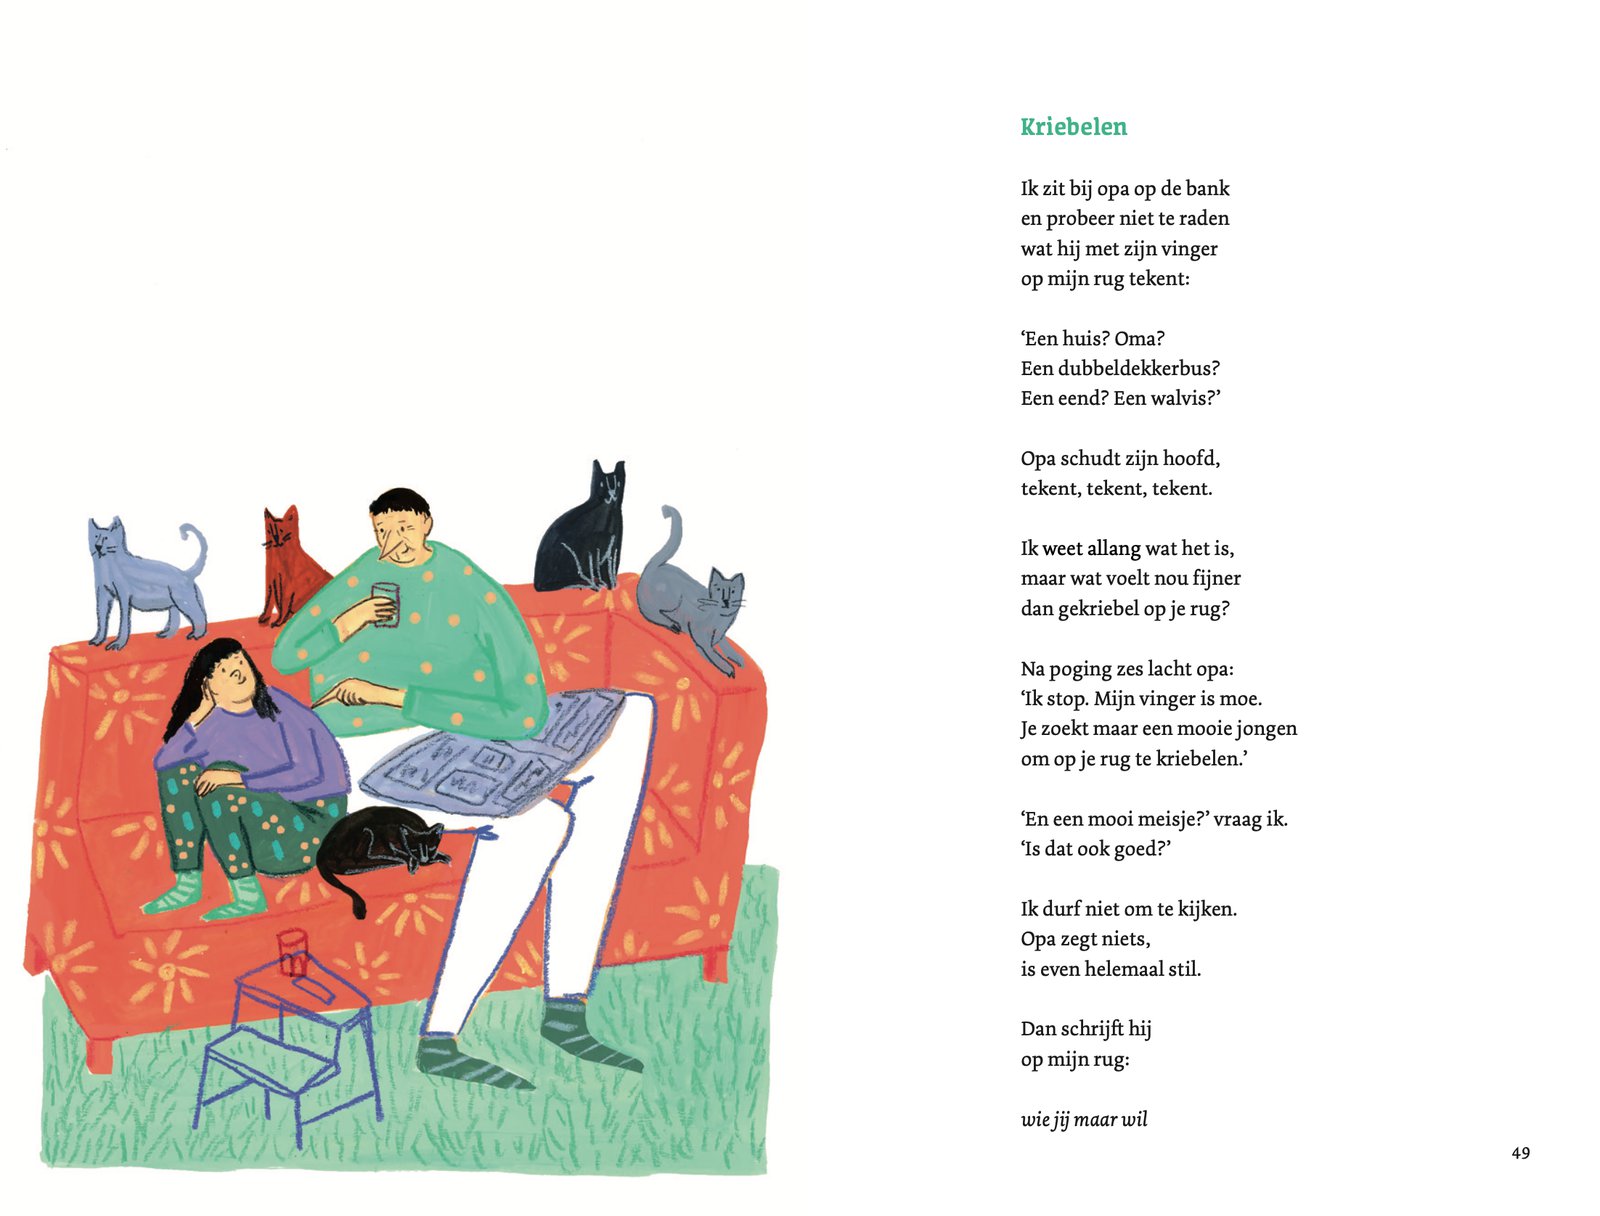 Kriebelen
Ik zit bij opa op de bank
en probeer niet te raden
wat hij met zijn vinger
op mijn rug tekent:
‘Een huis? Oma?
Een dubbeldekkerbus?
Een eend? Een walvis?’
Opa schudt zijn hoofd,
tekent, tekent, tekent.
Ik weet allang wat het is,
maar wat voelt nou fijner
dan gekriebel op je rug?
Na poging zes lacht opa:
‘Ik stop. Mijn vinger is moe.
Je zoekt maar een mooie jongen
om op je rug te kriebelen.’
‘En een mooi meisje?’ vraag ik.
‘Is dat ook goed?’
Ik durf niet om te kijken.
Opa zegt niets,
is even helemaal stil.
Dan schrijft hij
op mijn rug:
wie jij maar wil
49